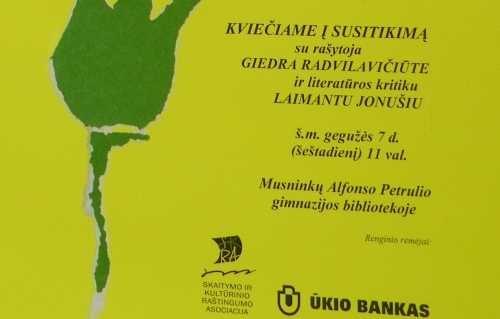 KVIEČIAME Į SUSITIKIMĄ
su rašytoja
GIEDRA RADVILAVIČIŪTE
ir literatūros kritiku
LAIMANTU JONUŠIU
š.m. gegužės 7 d.
(šeštadienį) 11 val.
Musninkų Alfonso Petrulio
gimnazijos bibliotekoje
Renginio rėmėjai:
SKAITYMO IR
KULTŪRINIO
RAŠTINGUMO
ASOCIACIJA
ŪKIO BANKAS